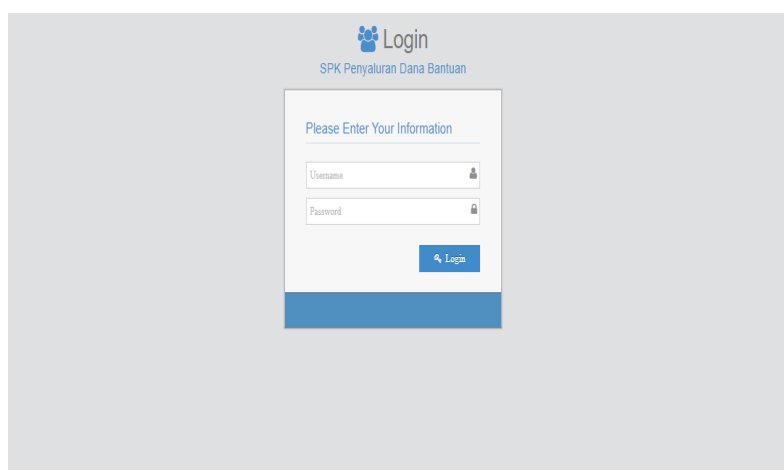 Login
SPK Penyaluran Dana Bantuan
Please Enter Your Information
Username
Password
Login